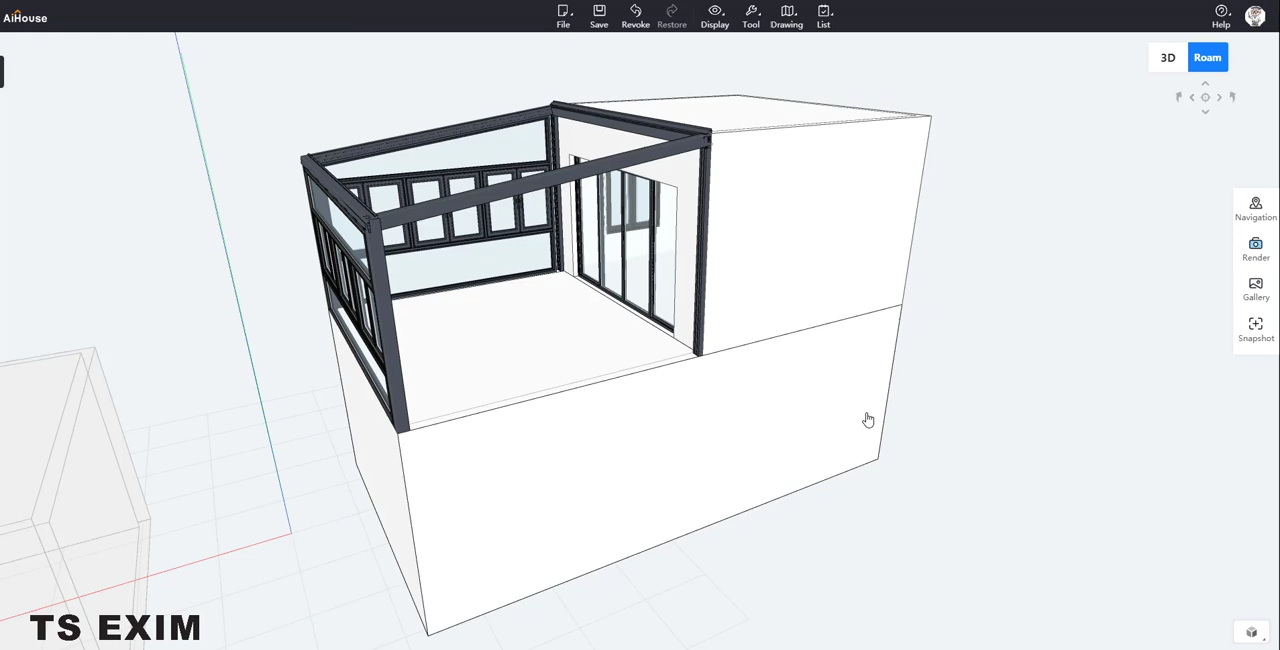 AiHouse
File Save Revoke Restore Display Tool Drawing List Help
3D Roam
Navigation
Render
Gallery
Snapshot
TS EXIM